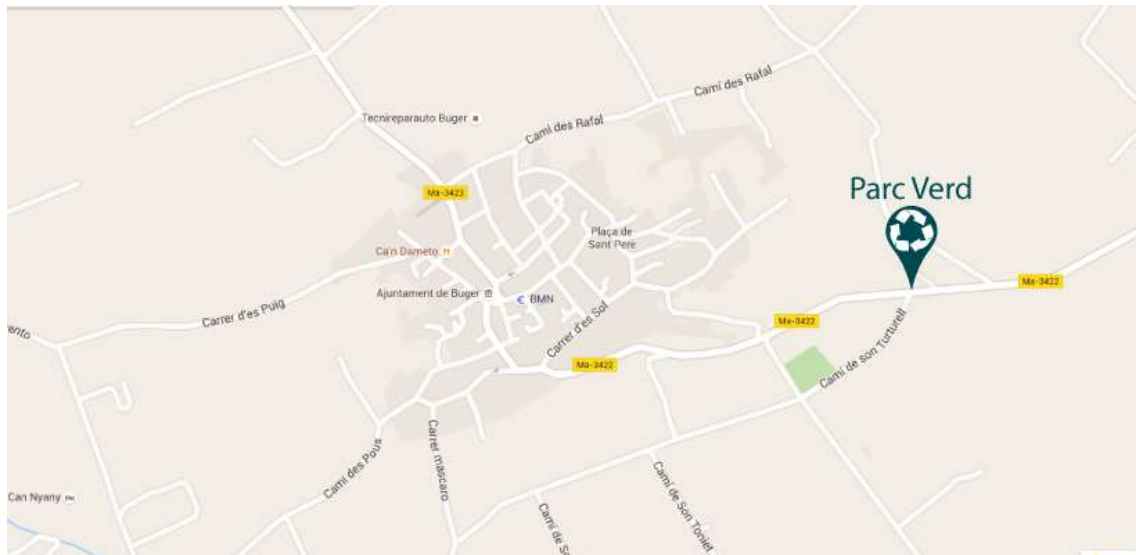 Camí des Rafal
Tecnireparauto Buger
Camí des Rafal
Ma-3423
Parc Verd
Plaça de
Sant Pere
Ca'n Dameto
Ajuntament de Buger
€ BMN
Ma-3422
Carrer d'es Puig
Carrer d'es Sol
Ma-3422
Ma-3422
Camí de son Turturell
Camí des Pous
Carrer mascaro
Can Nyany
Camí de Son Toniet